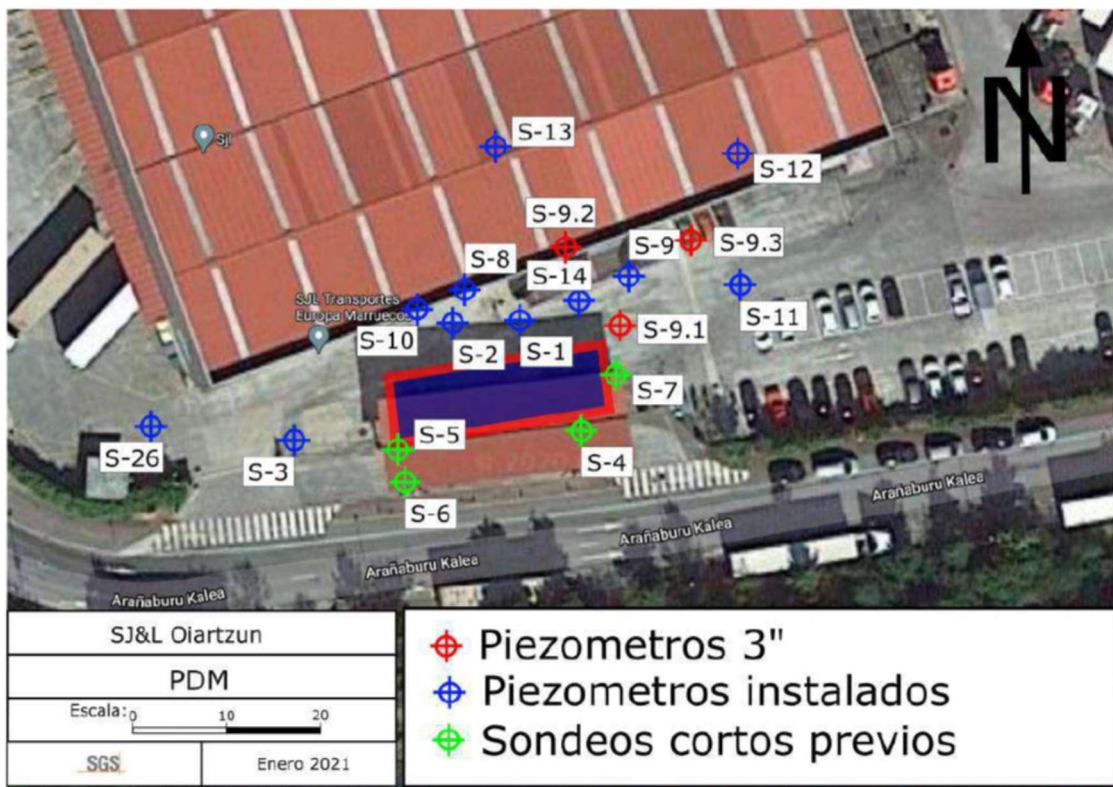 N
Sjl
S-13
S-12
S-9.2
S-9
S-9.3
S-8
S-14
SJL Transportes
Europa Marruecos
S-10
S-2
S-1
S-9.1
S-11
S-7
S-5
S-4
S-26
S-3
S-6
Arañaburu Kalea
Arañaburu Kalea
Arañaburu Kalea
Arañaburu Kalea
SJ&L Oiartzun
PDM
Escala: 0 10 20
SGS
Enero 2021
Piezometros 3"
Piezometros instalados
Sondeos cortos previos